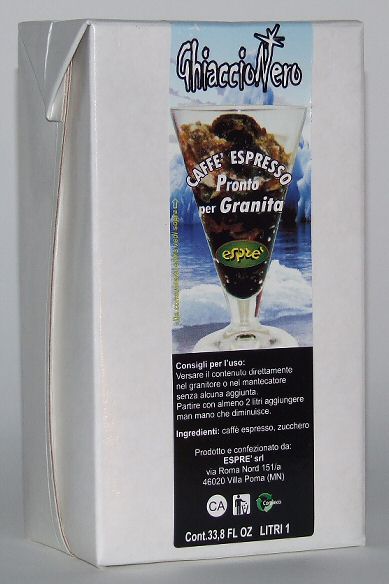 GhiaccioNero
CAFFE' ESPRESSO
Pronto
per Granita
espre'
Consigli per l'uso:
Versare il contenuto direttamente
nel granitore o nel mantecatore
senza alcuna aggiunta.
Partire con almeno 2 litri aggiungere
man mano che diminuisce.
Ingredienti: caffè espresso, zucchero
Prodotto e confezionato da:
ESPRE' srl
via Roma Nord 151/a
46020 Villa Poma (MN)
CA
Comieco
Cont.33,8 FL OZ LITRI 1